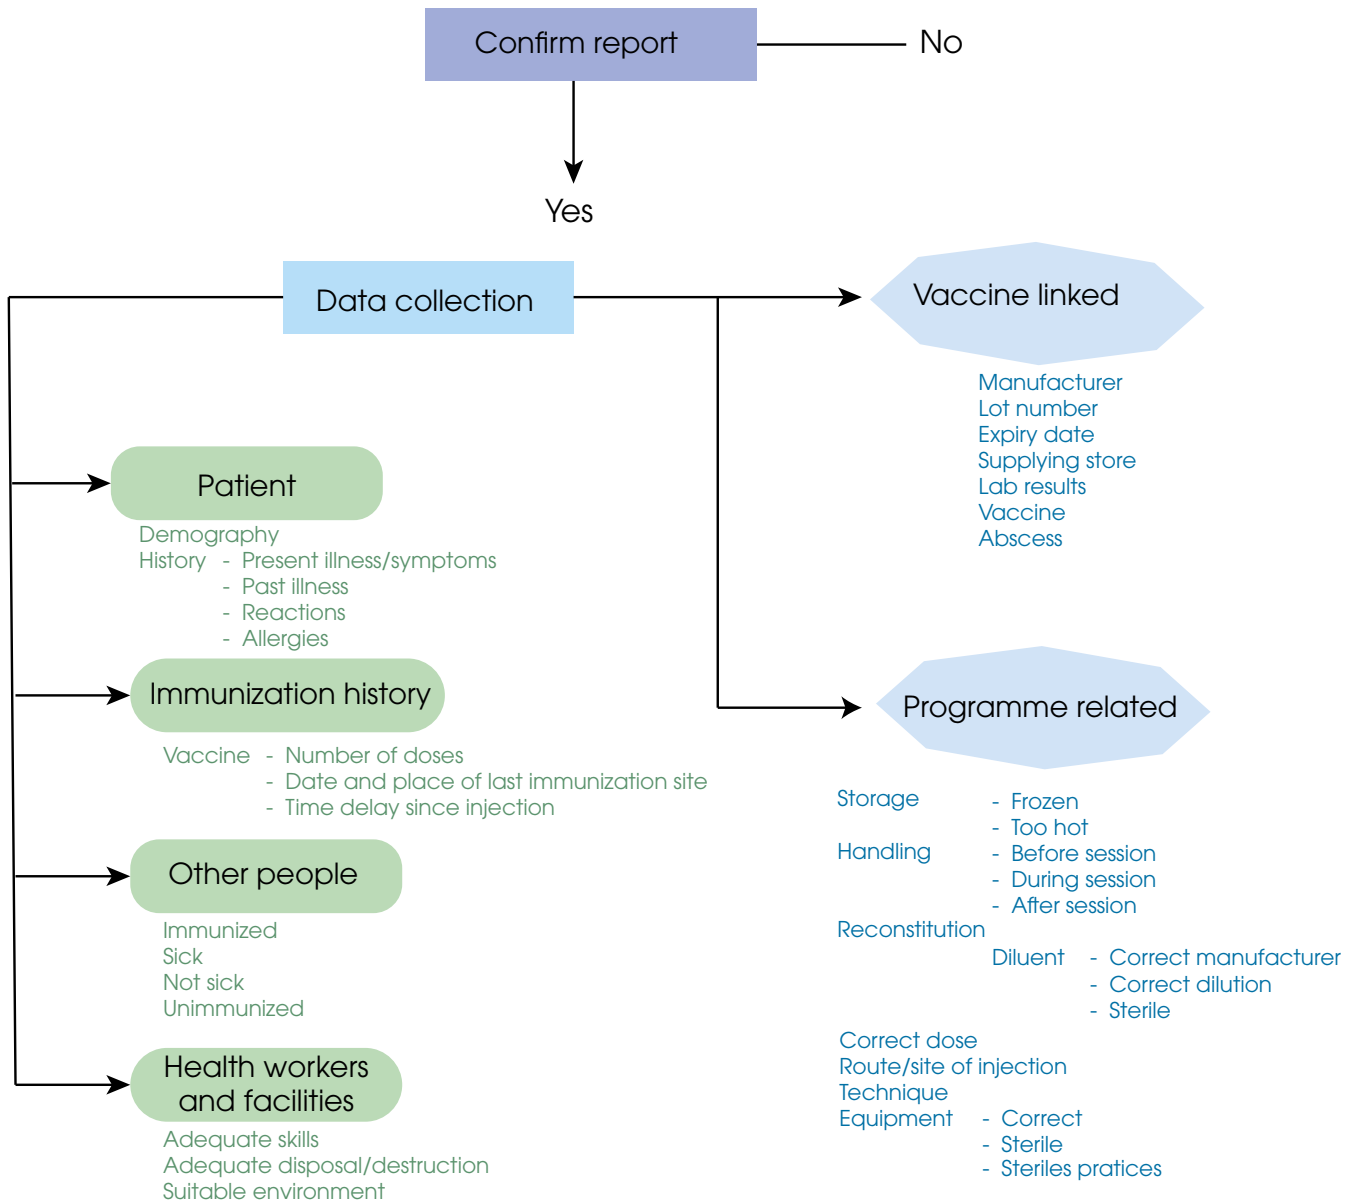 Confirm report
No
Yes
Data collection
Patient
Demography
History - Present illness/symptoms
- Past illness
- Reactions
- Allergies
Immunization history
Vaccine - Number of doses
- Date and place of last immunization site
- Time delay since injection
Other people
Immunized
Sick
Not sick
Unimmunized
Health workers
and facilities
Adequate skills
Adequate disposal/destruction
Suitable environment
Vaccine linked
Manufacturer
Lot number
Expiry date
Supplying store
Lab results
Vaccine
Abscess
Programme related
Storage - Frozen
- Too hot
Handling - Before session
- During session
- After session
Reconstitution
Diluent - Correct manufacturer
- Correct dilution
- Sterile
Correct dose
Route/site of injection
Technique
Equipment - Correct
- Sterile
- Steriles pratices